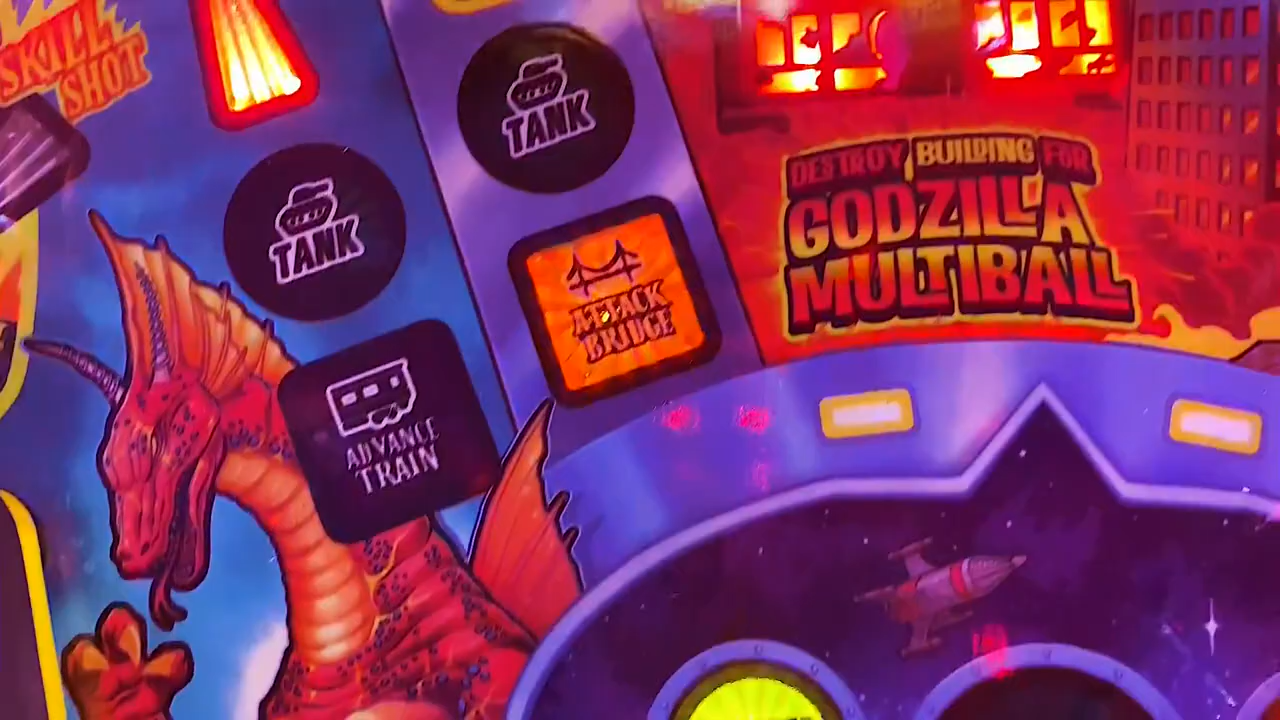 SKILL
SHOT
TANK
TANK
ATTACK
BRIDGE
ADVANCE
TRAIN
DESTROY BUILDING FOR
GODZILLA
MULTIBALL